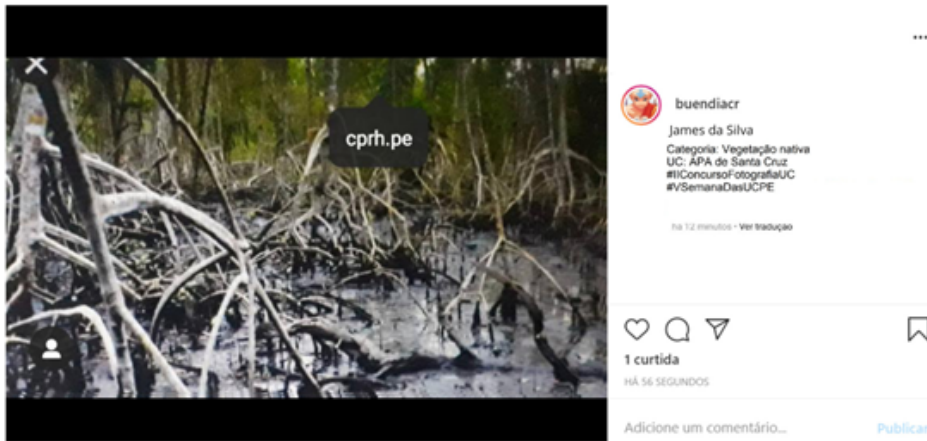 cprh.pe
buendiacr
James da Silva
Categoria: Vegetação nativa
UC: APA de Santa Cruz
#IIConcursoFotografiaUC
#VSemanaDasUCPE
há 12 minutos • Ver tradução
1 curtida
HÁ 56 SEGUNDOS
Adicione um comentário...
Publicar